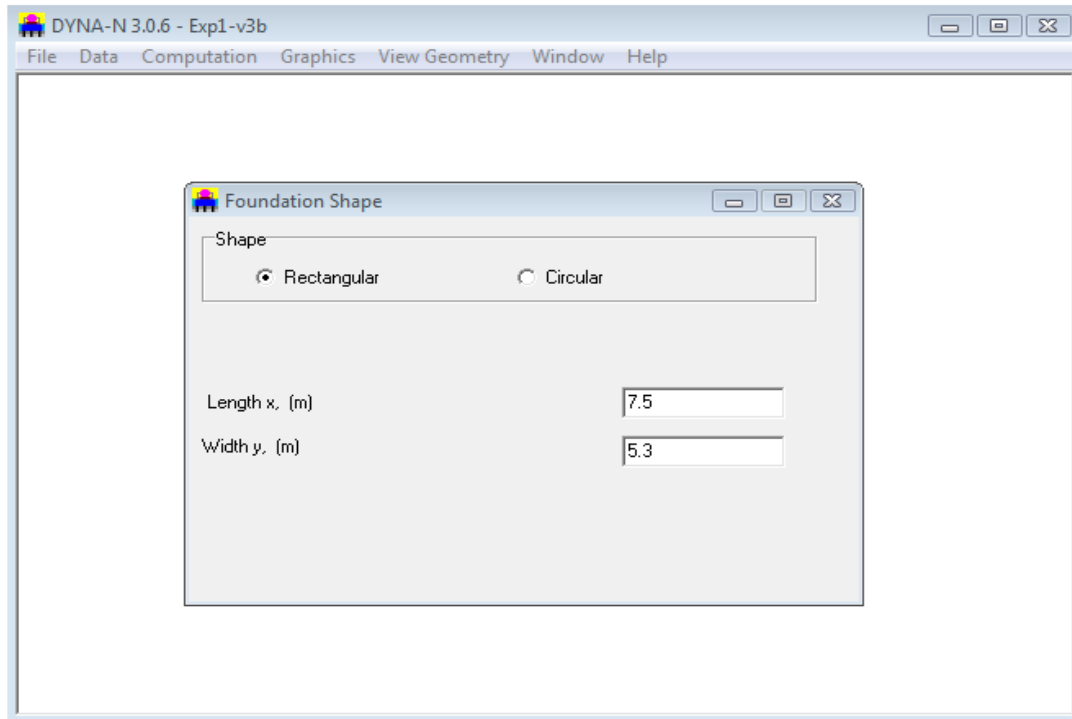 DYNA-N 3.0.6 - Exp1-v3b
File Data Computation Graphics View Geometry Window Help
Foundation Shape
Shape
Rectangular Circular
Length x, (m) 7.5
Width y, (m) 5.3